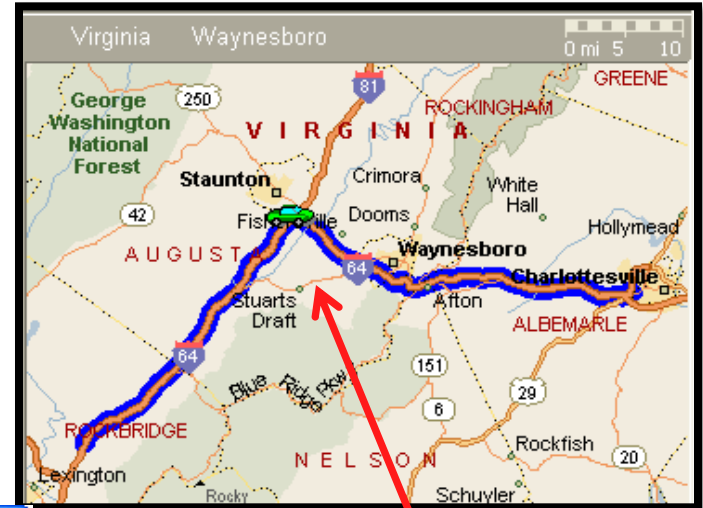 Virginia Waynesboro
0 mi 5 10
GREENE
81
George
Washington
National
Forest
250
ROCKINGHAM
VIRGINIA
Staunton
Crimora
White
Hall
42
Dooms
Hollymead
AUGUSTA
Waynesboro
64
Charlottesville
Stuarts
Draft
Afton
ALBEMARLE
64
151
Blue Ridge Pkwy
29
6
ROCKBRIDGE
Rockfish
20
NELSON
Lexington
Rocky
Schuyler